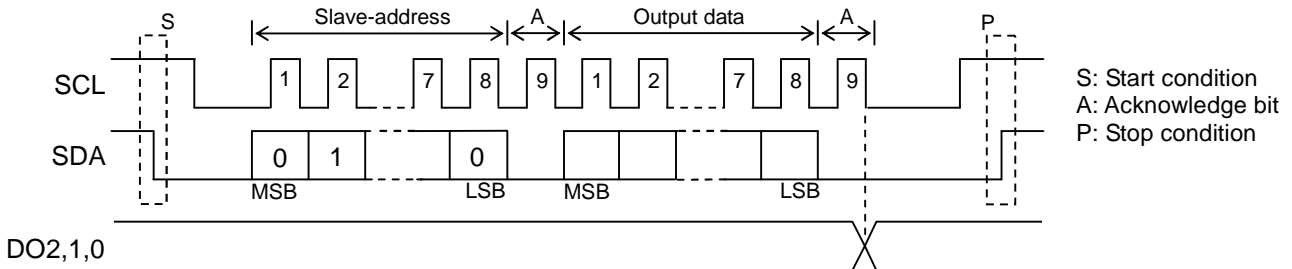 S Slave-address A Output data A P
SCL 1 2 7 8 9 1 2 7 8 9
S: Start condition
A: Acknowledge bit
P: Stop condition
SDA 0 1 0
MSB LSB MSB LSB
DO2,1,0